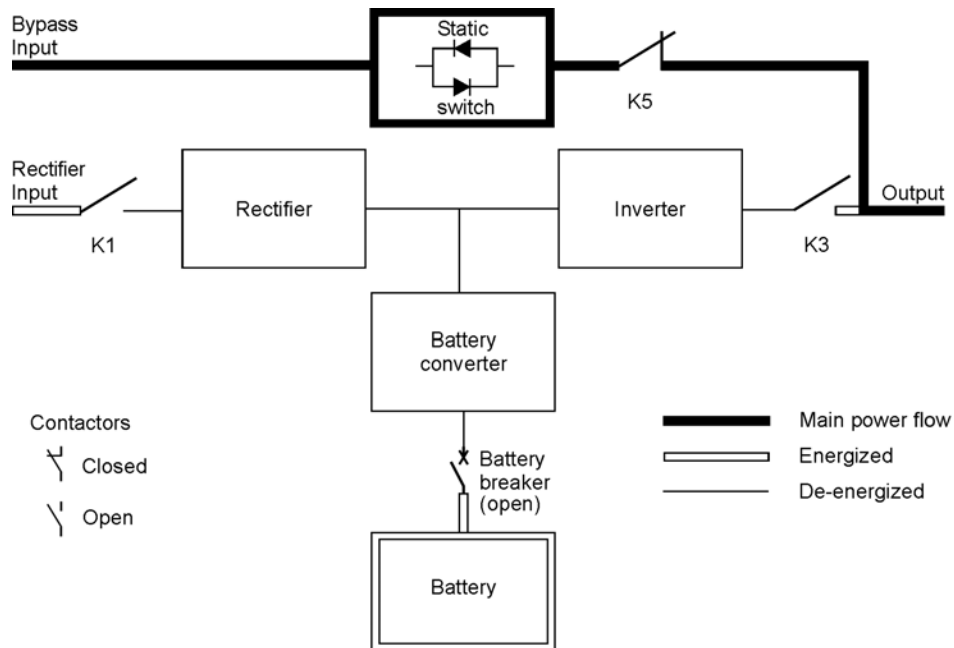 Bypass
Input
Static
switch
K5
Rectifier
Input
K1
Rectifier
Inverter
K3
Output
Battery
converter
Contactors
Closed
Open
Battery
breaker
(open)
Main power flow
Energized
De-energized
Battery